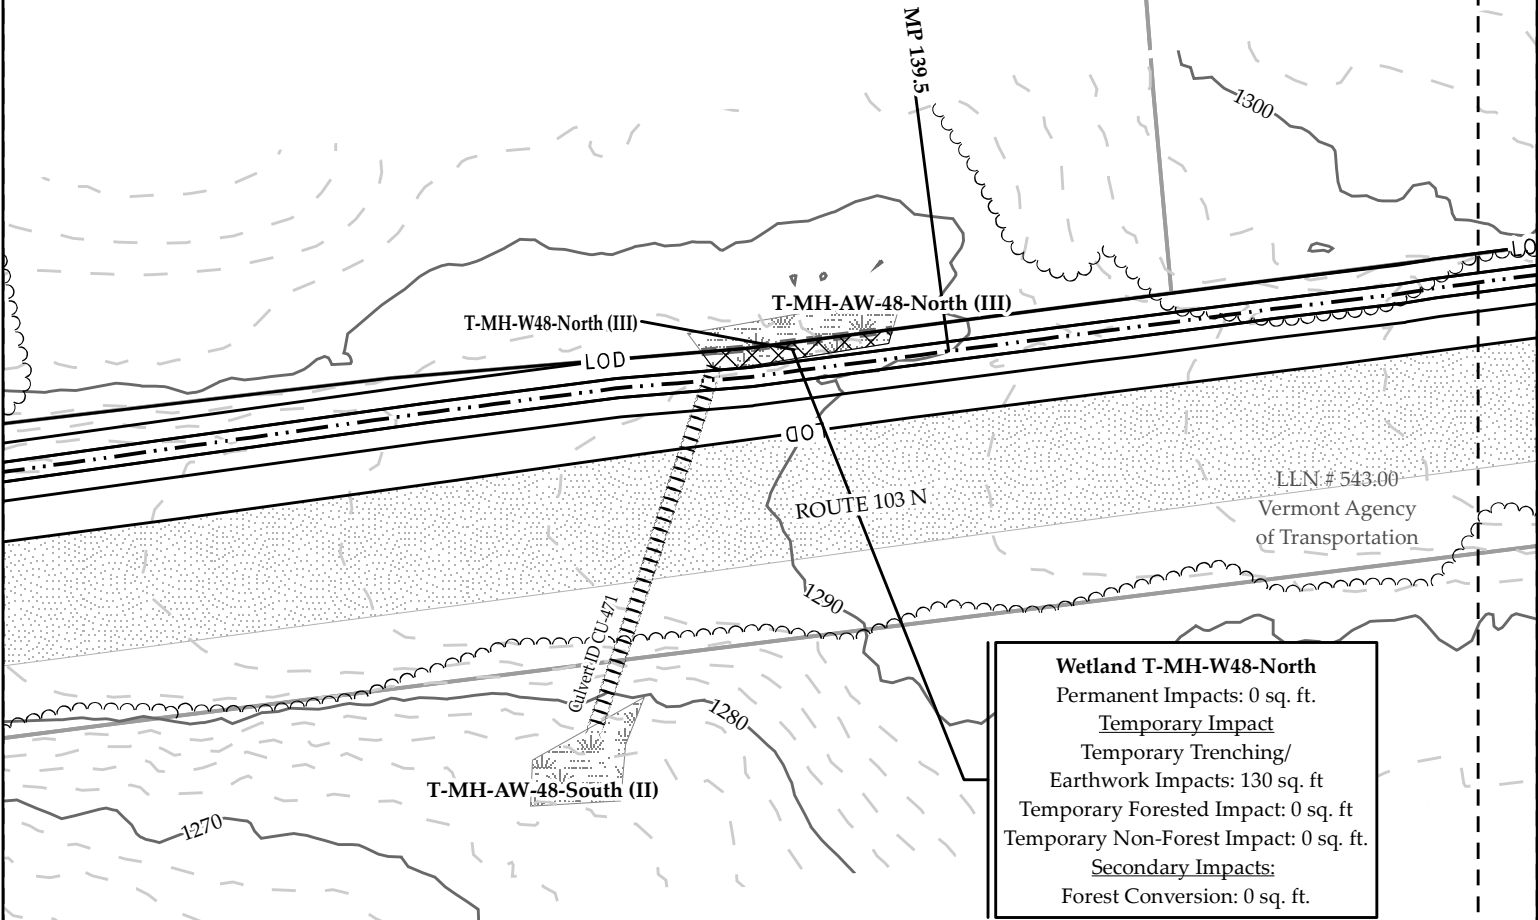 MP 139.5
1300
T-MH-AW-48-North (III)
T-MH-W48-North (III)
LO
LOD
LOD
ROUTE 103 N
LLN # 543.00
Vermont Agency
of Transportation
1290
Culvert ID CU-471
1280
T-MH-AW-48-South (II)
1270
Wetland T-MH-W48-North
Permanent Impacts: 0 sq. ft.
Temporary Impact
Temporary Trenching/
Earthwork Impacts: 130 sq. ft
Temporary Forested Impact: 0 sq. ft
Temporary Non-Forest Impact: 0 sq. ft.
Secondary Impacts:
Forest Conversion: 0 sq. ft.